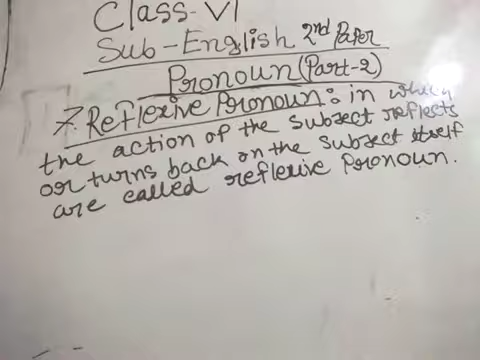 Class-VI
Sub-English 2nd Paper
Pronoun (Part-2)
7. Reflexive Pronoun: in which
the action of the subject reflects
or turns back on the subject itself
are called reflexive Pronoun.